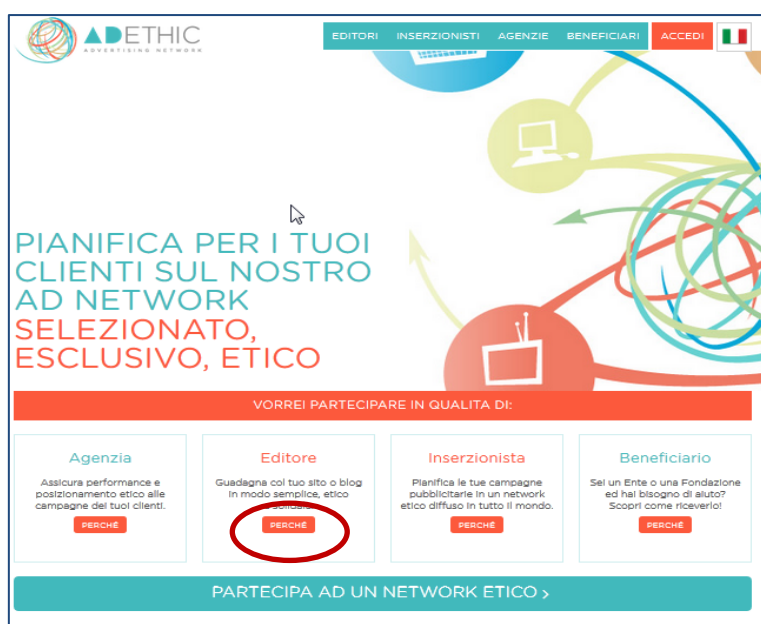 ADETHIC
ADVERTISING NETWORK
EDITORI INSERZIONISTI AGENZIE BENEFICIARI ACCEDI
PIANIFICA PER I TUOI
CLIENTI SUL NOSTRO
AD NETWORK
SELEZIONATO,
ESCLUSIVO, ETICO
VORREI PARTECIPARE IN QUALITA DI:
Agenzia
Assicura performance e
posizionamento etico alle
campagne dei tuoi clienti.
PERCHÉ
Editore
Guadagna col tuo sito o blog
in modo semplice, etico
PERCHÉ
Inserzionista
Pianifica le tue campagne
pubblicitarie in un network
etico diffuso in tutto il mondo.
PERCHÉ
Beneficiario
Sei un Ente o una Fondazione
ed hai bisogno di aiuto?
Scopri come riceverlo!
PERCHÉ
PARTECIPA AD UN NETWORK ETICO >